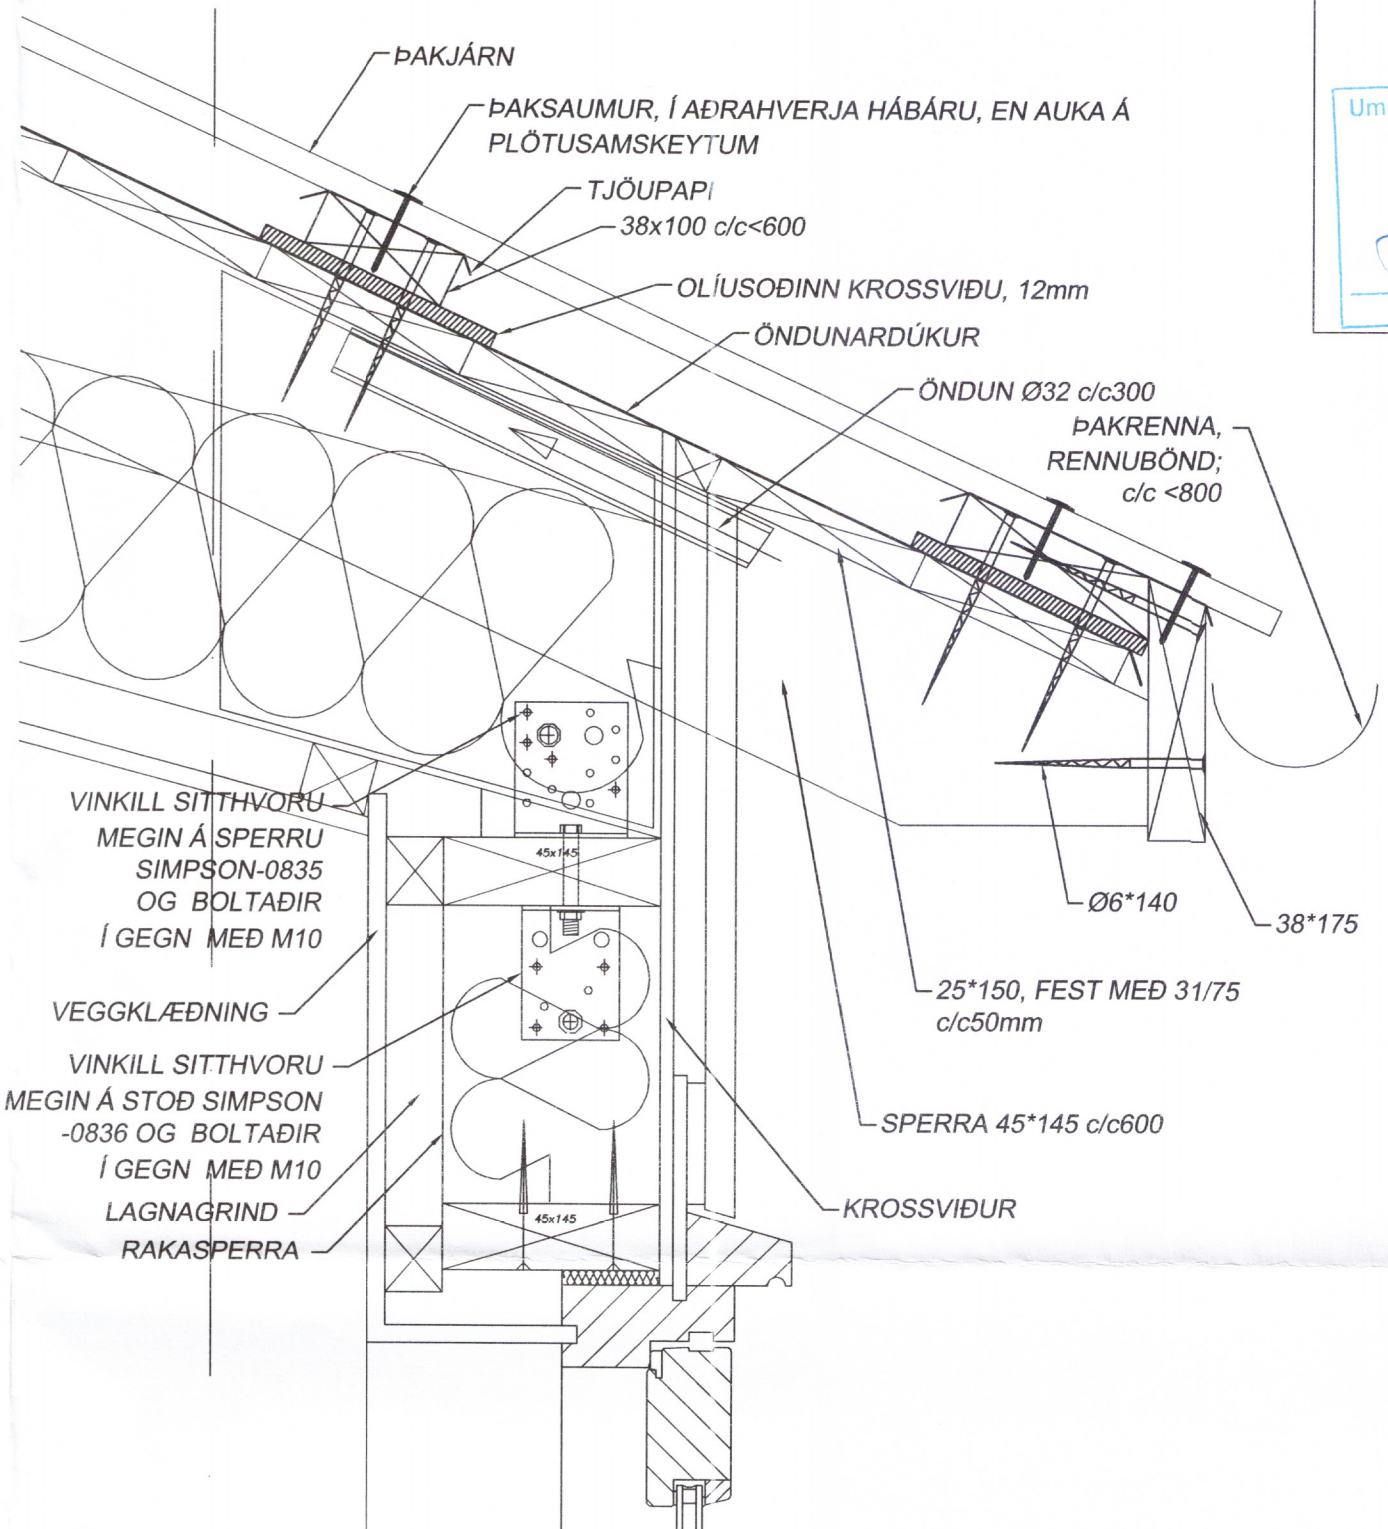 ÞAKJÁRN
ÞAKSAUMUR, Í AÐRAHVERJA HÁBÁRU, EN AUKA Á
PLÖTUSAMSKEYTUM
Um
TJÖUPAPI
38x100 c/c<600
OLÍUSOÐINN KROSSVIÐU, 12mm
ÖNDUNARDÚKUR
ÖNDUN Ø32 c/c300
ÞAKRENNA,
RENNUBÖND;
c/c <800
VINKILL SITTHVORU
MEGIN Á SPERRU
SIMPSON-0835
OG BOLTAÐIR
Í GEGN MEÐ M10
45x145
Ø6*140
38*175
VEGGKLÆÐNING
25*150, FEST MEÐ 31/75
c/c50mm
VINKILL SITTHVORU
MEGIN Á STOÐ SIMPSON
-0836 OG BOLTAÐIR
Í GEGN MEÐ M10
SPERRA 45*145 c/c600
LAGNAGRIND
KROSSVIÐUR
RAKASPERRA
45x145